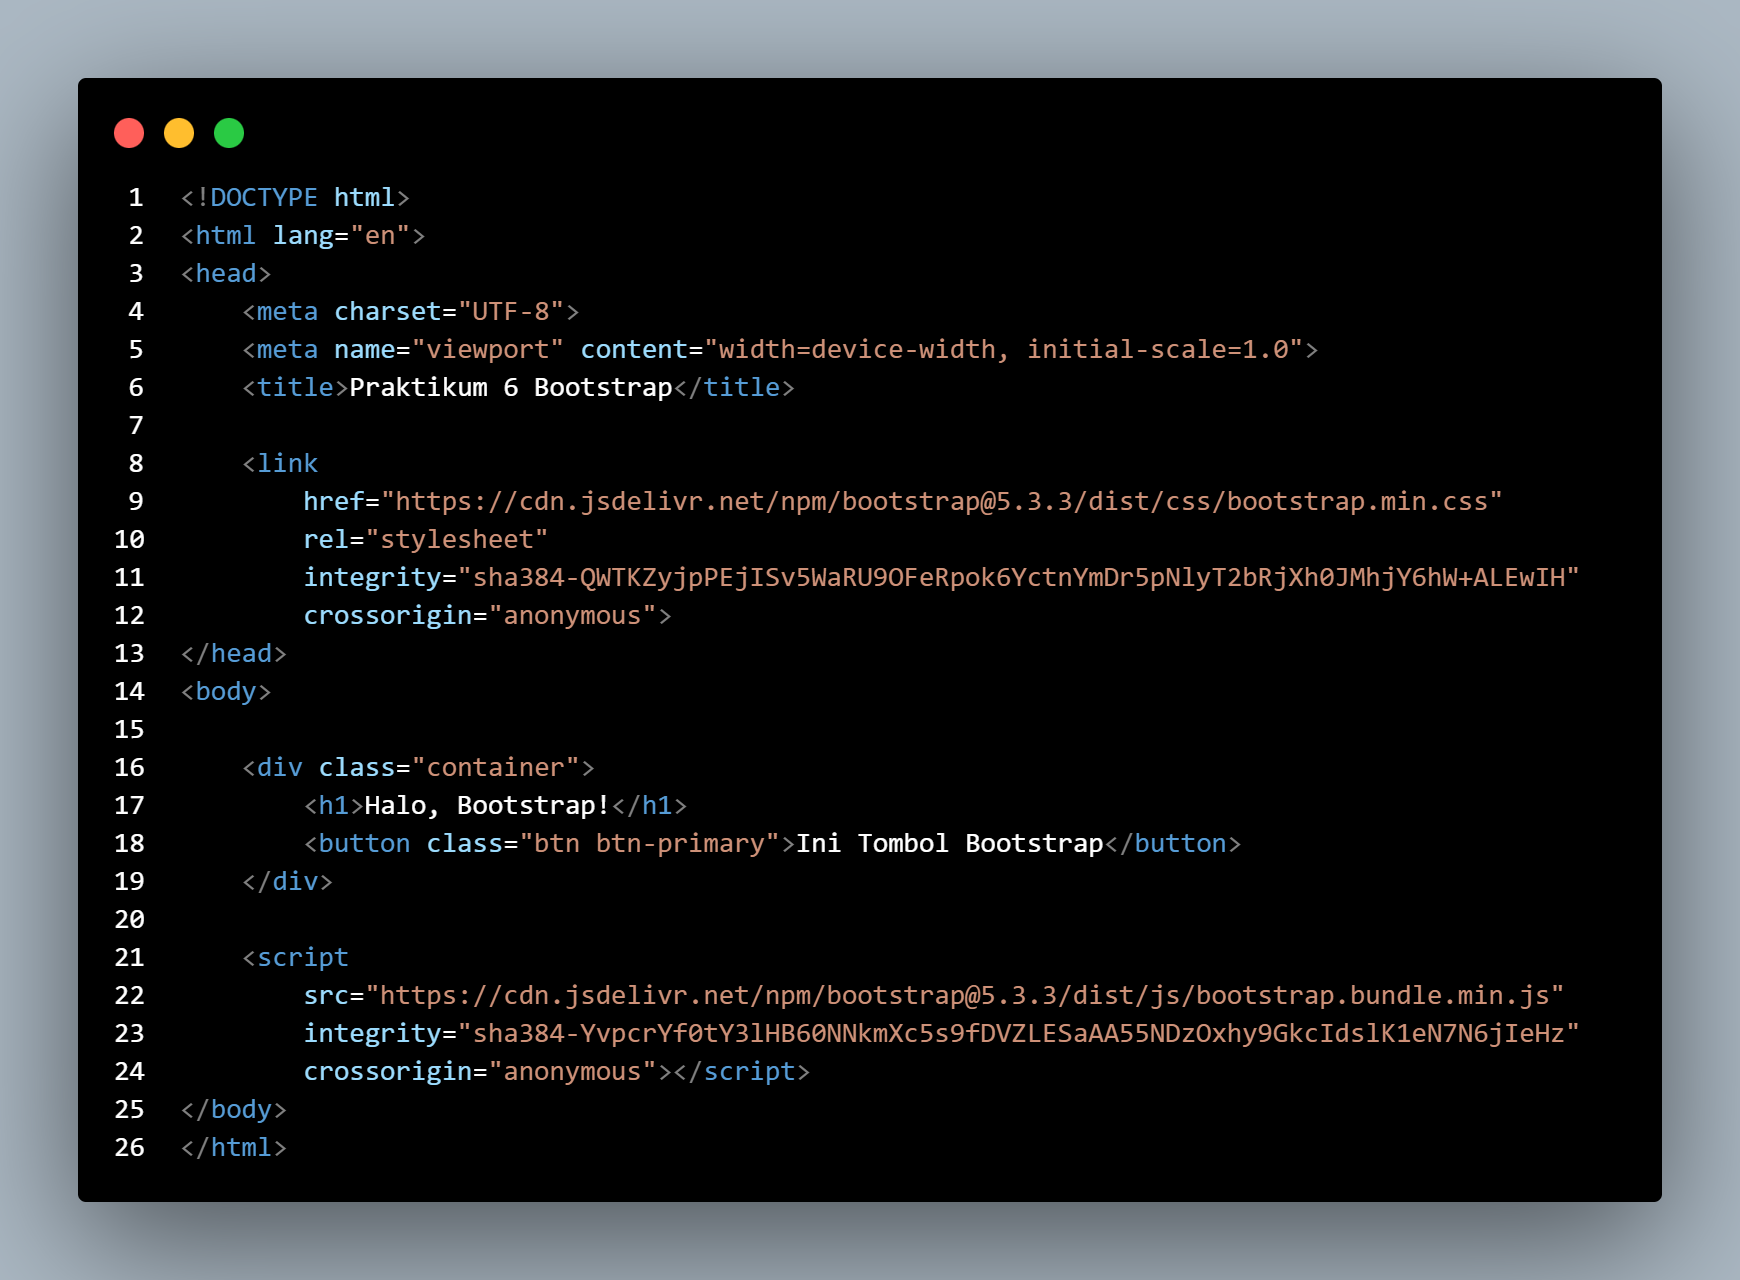 1 <!DOCTYPE html>
2 <html lang="en">
3 <head>
4     <meta charset="UTF-8">
5     <meta name="viewport" content="width=device-width, initial-scale=1.0">
6     <title>Praktikum 6 Bootstrap</title>
7
8     <link
9         href="https://cdn.jsdelivr.net/npm/bootstrap@5.3.3/dist/css/bootstrap.min.css"
10         rel="stylesheet"
11         integrity="sha384-QWTKZyjpPEjISv5WaRU9OFeRpok6YctnYmDr5pNlyT2bRjXh0JMhjY6hW+ALEwIH"
12         crossorigin="anonymous">
13 </head>
14 <body>
15
16     <div class="container">
17         <h1>Halo, Bootstrap!</h1>
18         <button class="btn btn-primary">Ini Tombol Bootstrap</button>
19     </div>
20
21     <script
22         src="https://cdn.jsdelivr.net/npm/bootstrap@5.3.3/dist/js/bootstrap.bundle.min.js"
23         integrity="sha384-YvpcrYf0tY3lHB60NNkmXc5s9fDVZLESaAA55NDzOxhy9GkcIdslK1eN7N6jIeHz"
24         crossorigin="anonymous"></script>
25 </body>
26 </html>